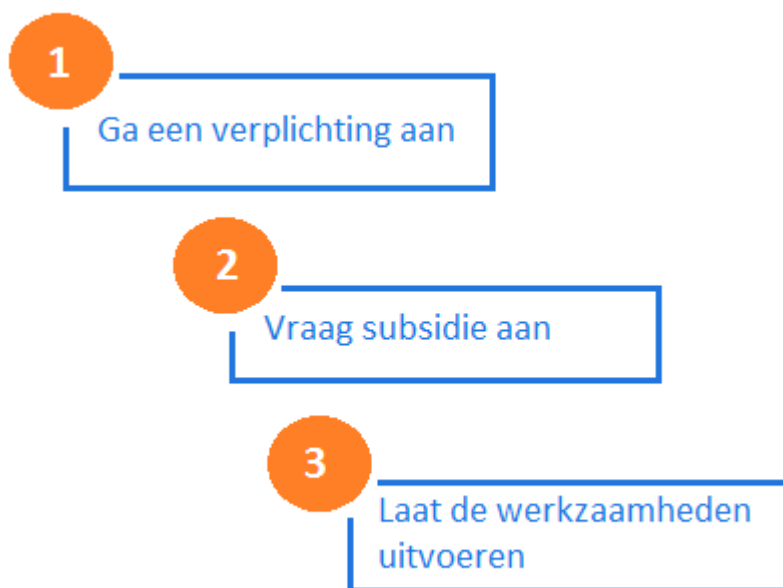 1
Ga een verplichting aan
2
Vraag subsidie aan
3
Laat de werkzaamheden
uitvoeren